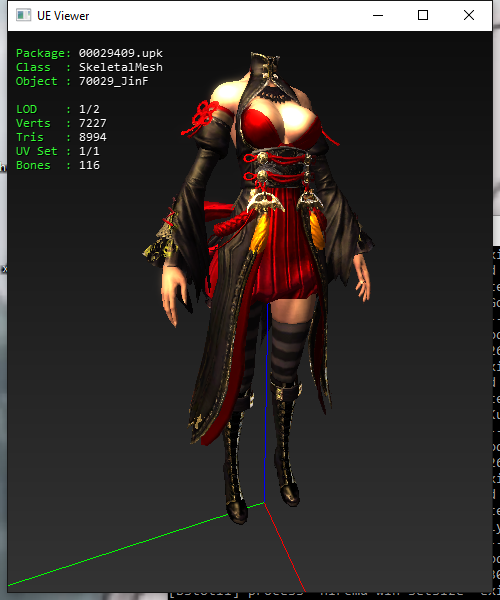 UE Viewer
Package: 00029409.upk
Class : SkeletalMesh
Object : 70029_JinF
LOD : 1/2
Verts : 7227
Tris : 8994
UV Set : 1/1
Bones : 116